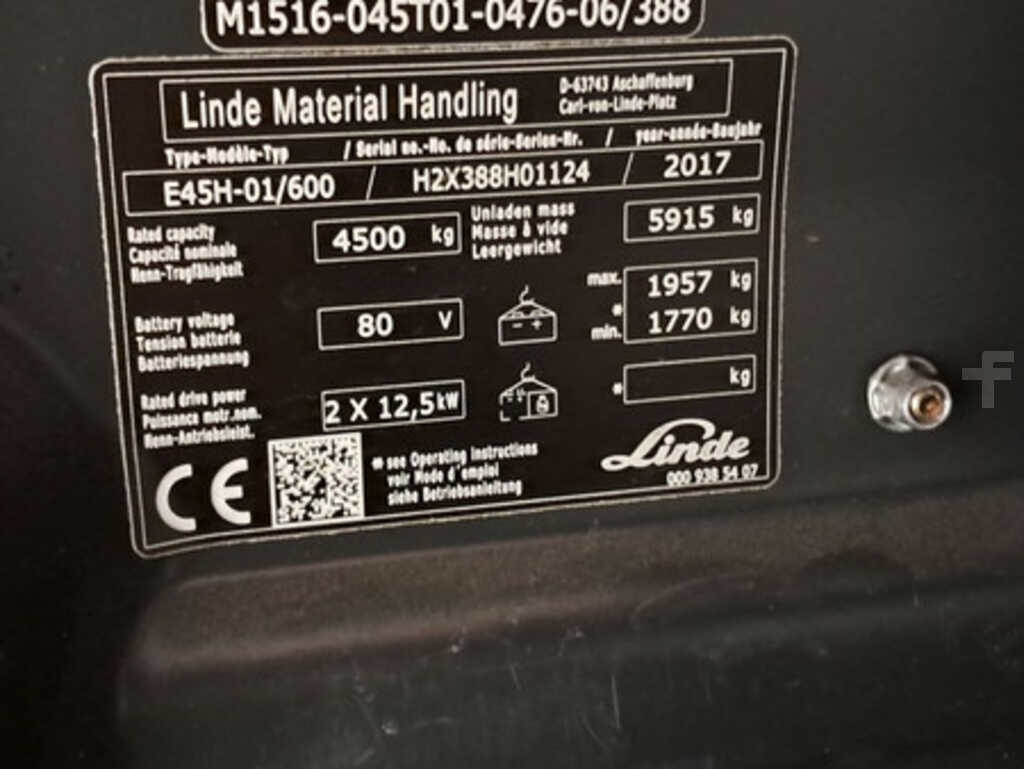 M1516-045T01-0476-06/388
Linde Material Handling
D-63743 Aschaffenburg
Carl-von-Linde-Platz
Type-Modèle-Typ / Serial no.-No. de série-Serien-Nr. / year-année-Baujahr
E45H-01/600 / H2X388H01124 / 2017
Rated capacity
Capacité nominale
Nenn-Tragfähigkeit
4500 kg
Unladen mass
Masse à vide
Leergewicht
5915 kg
Battery voltage
Tension batterie
Batteriespannung
80 V
- +
max. 1957 kg
*
min. 1770 kg
Rated drive power
Puissance motr.nom.
Nenn-Antriebsleist.
2 X 12,5 kW
* kg
CE
* see Operating Instructions
voir Mode d'emploi
siehe Betriebsanleitung
Linde
000 938 54 07
f